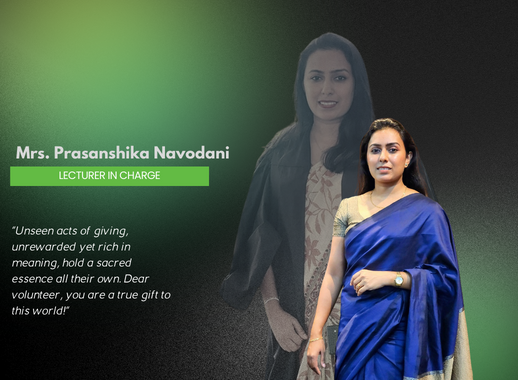 Mrs. Prasanshika Navodani
LECTURER IN CHARGE
"Unseen acts of giving,
unrewarded yet rich in
meaning, hold a sacred
essence all their own. Dear
volunteer, you are a true gift to
this world!"